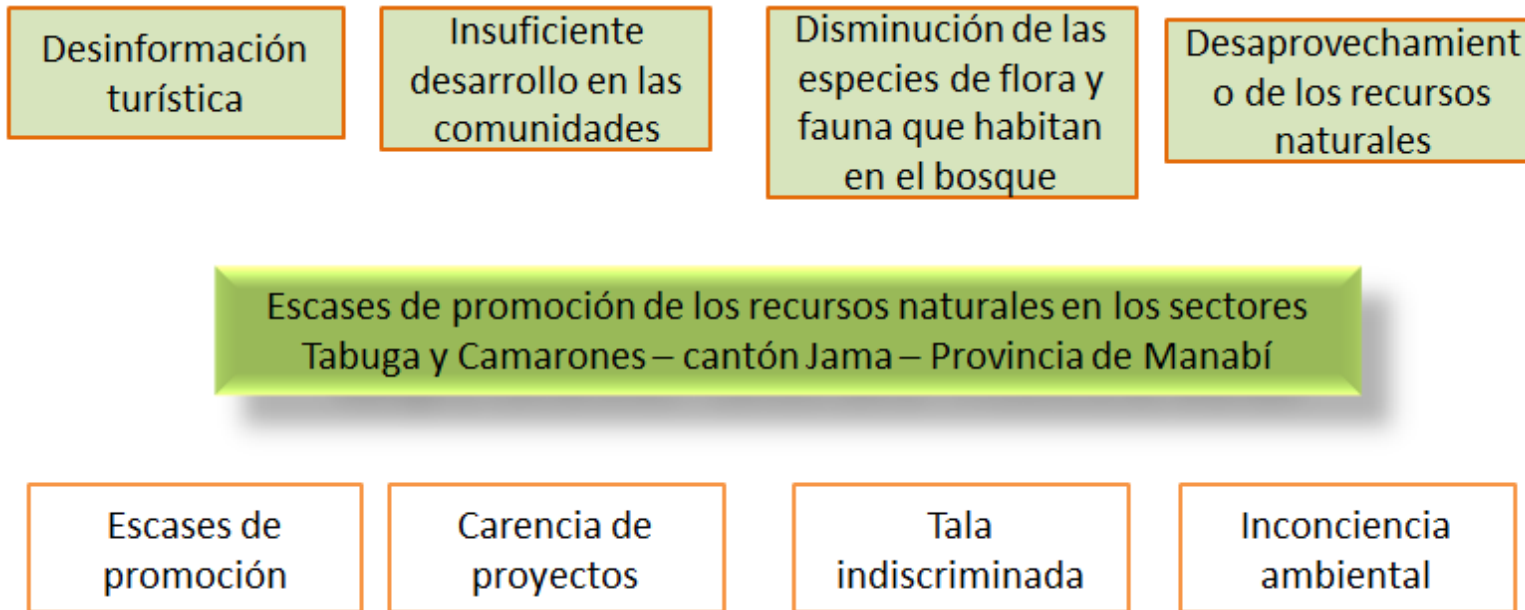 Desinformación
turística
Insuficiente
desarrollo en las
comunidades
Disminución de las
especies de flora y
fauna que habitan
en el bosque
Desaprovechamient
o de los recursos
naturales
Escases de promoción de los recursos naturales en los sectores
Tabuga y Camarones – cantón Jama – Provincia de Manabí
Escases de
promoción
Carencia de
proyectos
Tala
indiscriminada
Inconciencia
ambiental